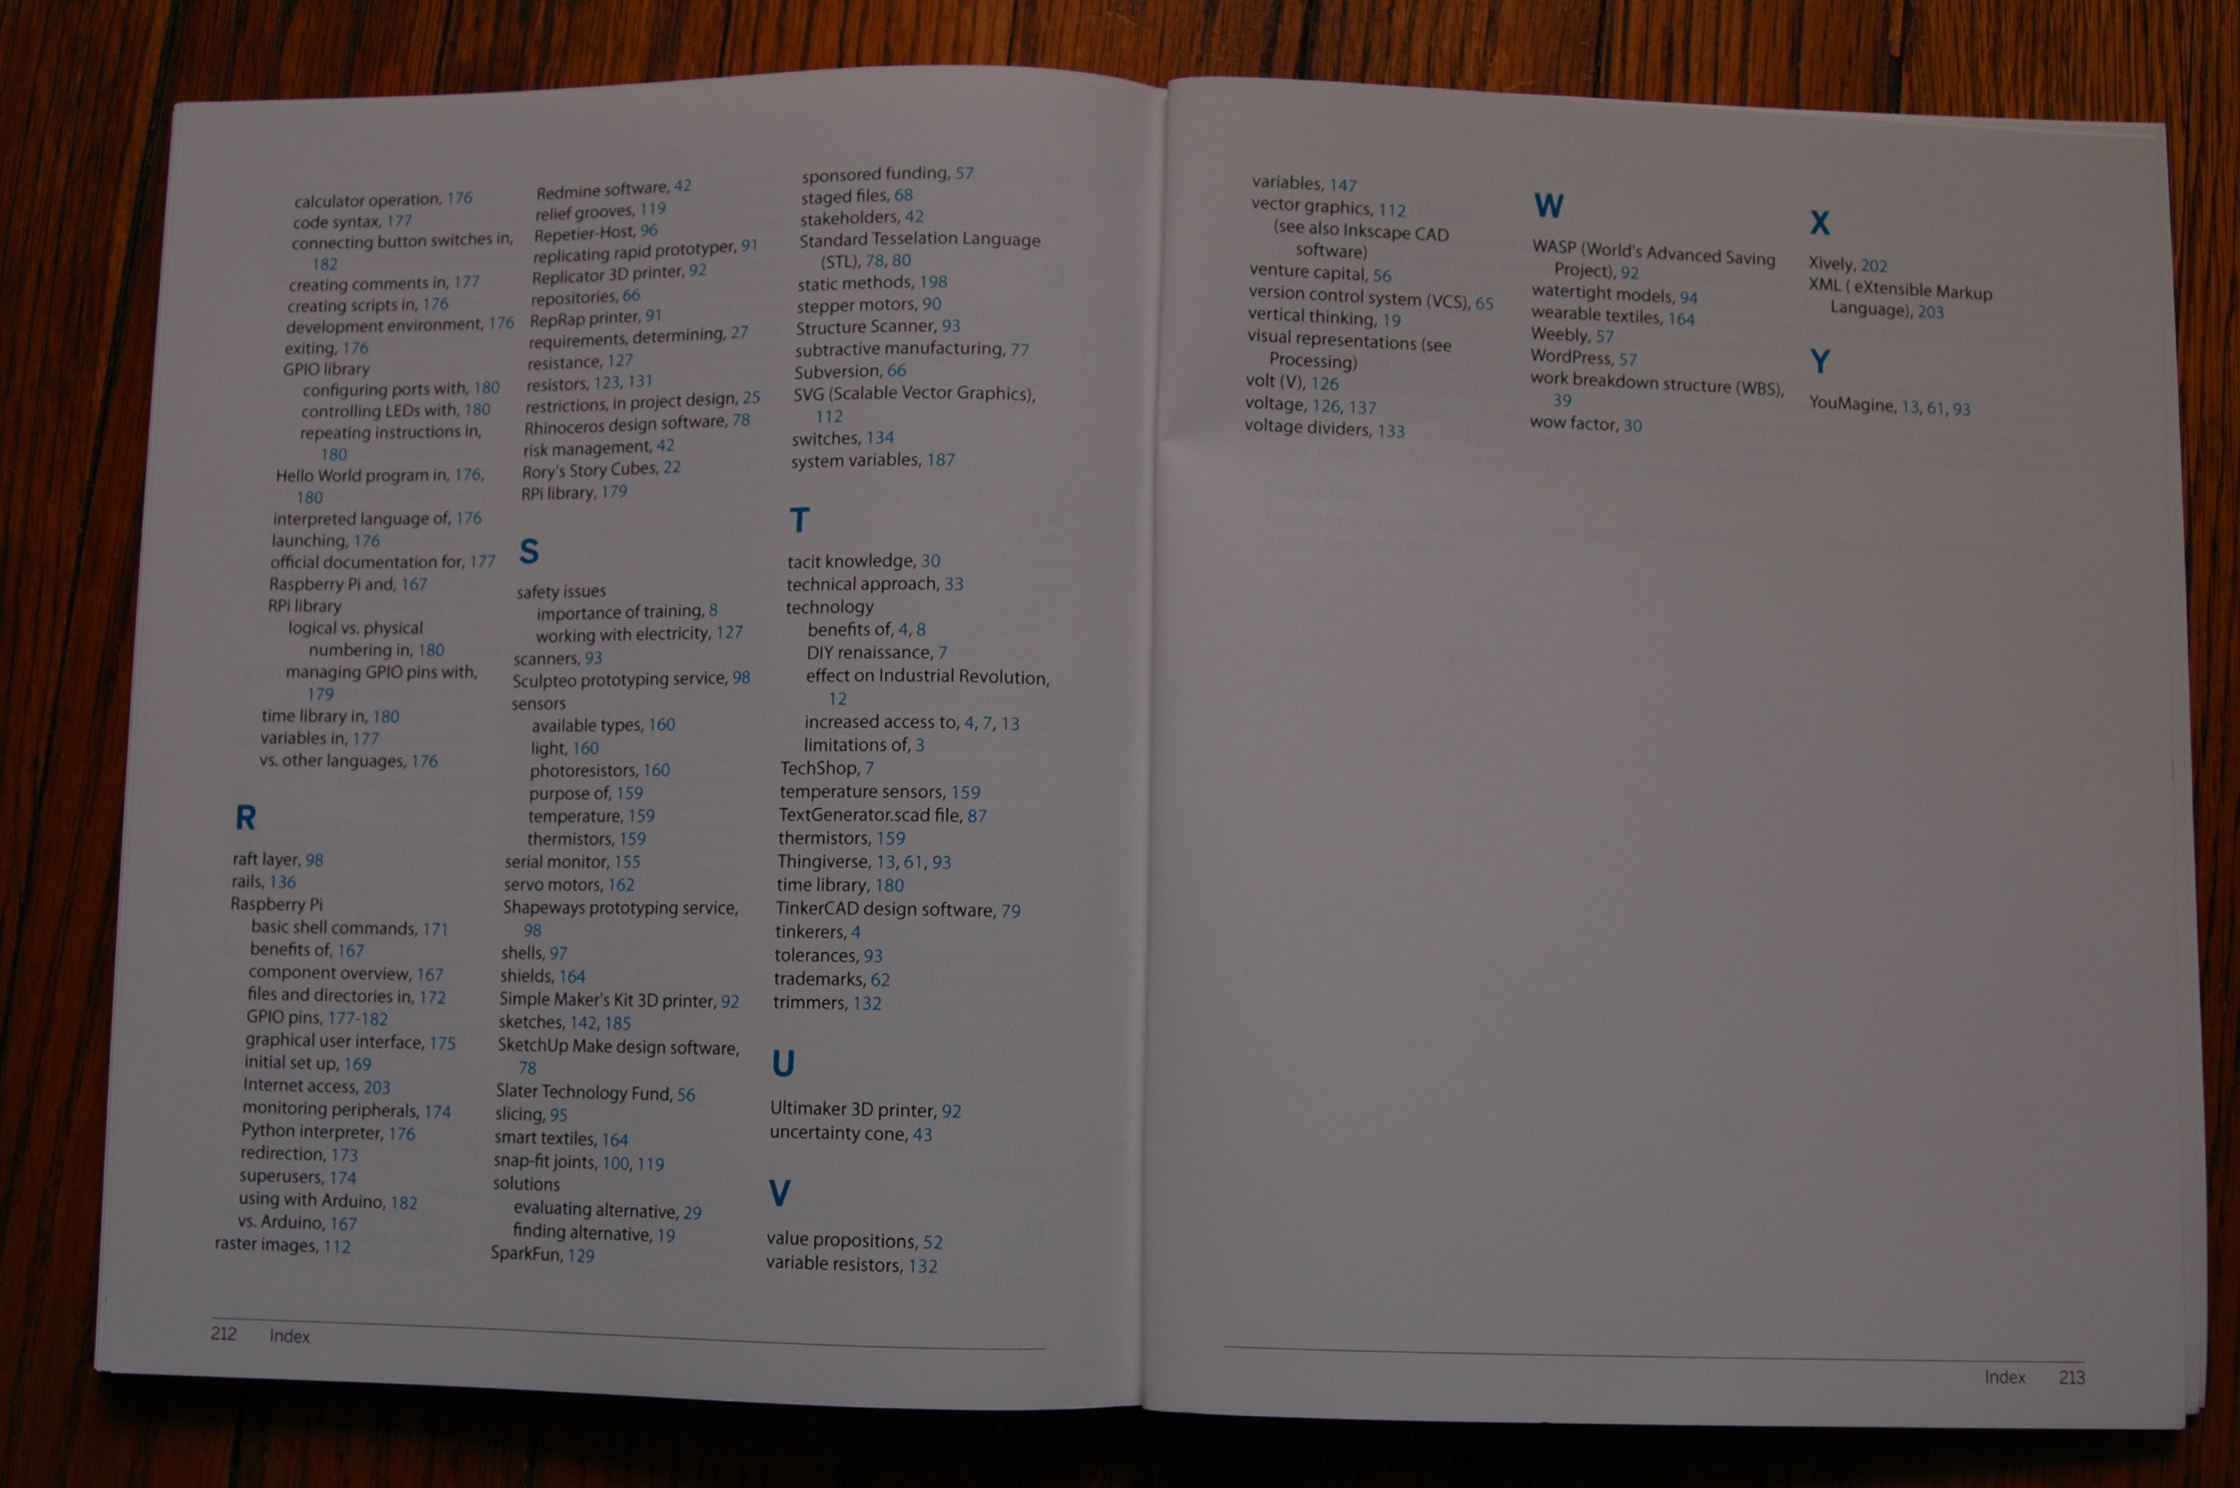 calculator operation, 176
code syntax, 177
connecting button switches in,
182
creating comments in, 177
creating scripts in, 176
development environment, 176
exiting, 176
GPIO library
configuring ports with, 180
controlling LEDs with, 180
repeating instructions in,
180
Hello World program in, 176,
180
interpreted language of, 176
launching, 176
official documentation for, 177
Raspberry Pi and, 167
RPi library
logical vs. physical
numbering in, 180
managing GPIO pins with,
179
time library in, 180
variables in, 177
vs. other languages, 176
R
raft layer, 98
rails, 136
Raspberry Pi
basic shell commands, 171
benefits of, 167
component overview, 167
files and directories in, 172
GPIO pins, 177-182
graphical user interface, 175
initial set up, 169
Internet access, 203
monitoring peripherals, 174
Python interpreter, 176
redirection, 173
superusers, 174
using with Arduino, 182
vs. Arduino, 167
raster images, 112
Redmine software, 42
relief grooves, 119
Repetier-Host, 96
replicating rapid prototyper, 91
Replicator 3D printer, 92
repositories, 66
RepRap printer, 91
requirements, determining, 27
resistance, 127
resistors, 123, 131
restrictions, in project design, 25
Rhinoceros design software, 78
risk management, 42
Rory's Story Cubes, 22
RPi library, 179
S
safety issues
importance of training, 8
working with electricity, 127
scanners, 93
Sculpteo prototyping service, 98
sensors
available types, 160
light, 160
photoresistors, 160
purpose of, 159
temperature, 159
thermistors, 159
serial monitor, 155
servo motors, 162
Shapeways prototyping service,
98
shells, 97
shields, 164
Simple Maker's Kit 3D printer, 92
sketches, 142, 185
SketchUp Make design software,
78
Slater Technology Fund, 56
slicing, 95
smart textiles, 164
snap-fit joints, 100, 119
solutions
evaluating alternative, 29
finding alternative, 19
SparkFun, 129
sponsored funding, 57
staged files, 68
stakeholders, 42
Standard Tesselation Language
(STL), 78, 80
static methods, 198
stepper motors, 90
Structure Scanner, 93
subtractive manufacturing, 77
Subversion, 66
SVG (Scalable Vector Graphics),
112
switches, 134
system variables, 187
T
tacit knowledge, 30
technical approach, 33
technology
benefits of, 4, 8
DIY renaissance, 7
effect on Industrial Revolution,
12
increased access to, 4, 7, 13
limitations of, 3
TechShop, 7
temperature sensors, 159
TextGenerator.scad file, 87
thermistors, 159
Thingiverse, 13, 61, 93
time library, 180
TinkerCAD design software, 79
tinkerers, 4
tolerances, 93
trademarks, 62
trimmers, 132
U
Ultimaker 3D printer, 92
uncertainty cone, 43
V
value propositions, 52
variable resistors, 132
212 Index
variables, 147
vector graphics, 112
(see also Inkscape CAD
software)
venture capital, 56
version control system (VCS), 65
vertical thinking, 19
visual representations (see
Processing)
volt (V), 126
voltage, 126, 137
voltage dividers, 133
W
WASP (World's Advanced Saving
Project), 92
watertight models, 94
wearable textiles, 164
Weebly, 57
WordPress, 57
work breakdown structure (WBS),
39
wow factor, 30
X
Xively, 202
XML ( eXtensible Markup
Language), 203
Y
YouMagine, 13, 61, 93
Index 213